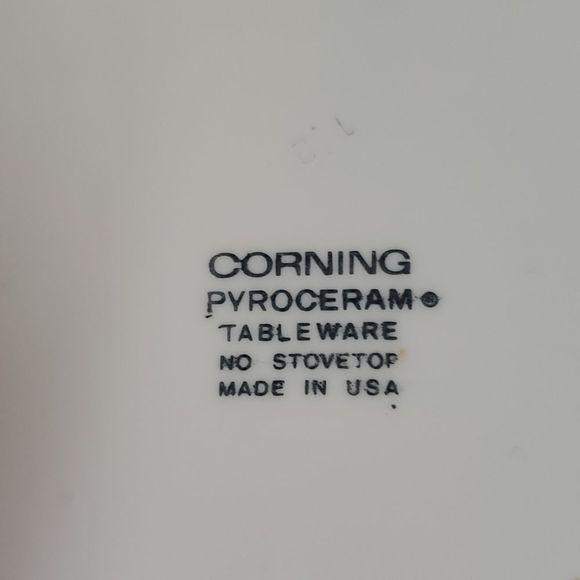 CORNING
PYROCERAM®
TABLEWARE
NO STOVETOP
MADE IN USA